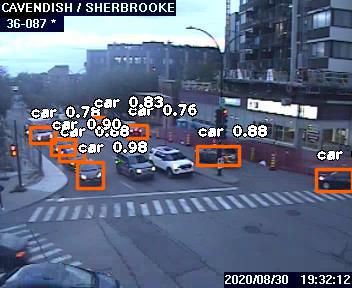 CAVENDISH / SHERBROOKE
36-087 *
car 0.83
car 0.78
car 0.76
car 0.90
car 0.68
car 0.88
car 0.98
car
2020/08/30 19:32:12